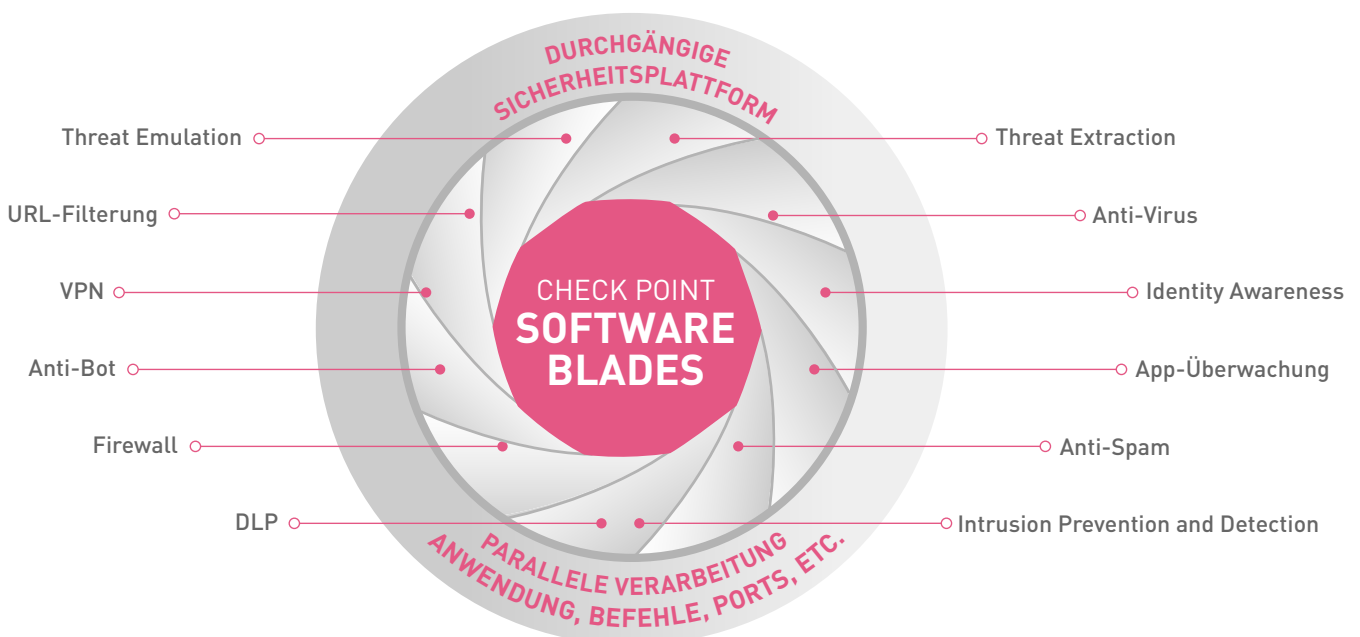 DURCHGÄNGIGE
SICHERHEITSPLATTFORM
Threat Emulation
Threat Extraction
URL-Filterung
Anti-Virus
VPN
Identity Awareness
CHECK POINT
SOFTWARE
BLADES
Anti-Bot
App-Überwachung
Firewall
Anti-Spam
DLP
Intrusion Prevention and Detection
PARALLELE VERARBEITUNG
ANWENDUNG, BEFEHLE, PORTS, ETC.